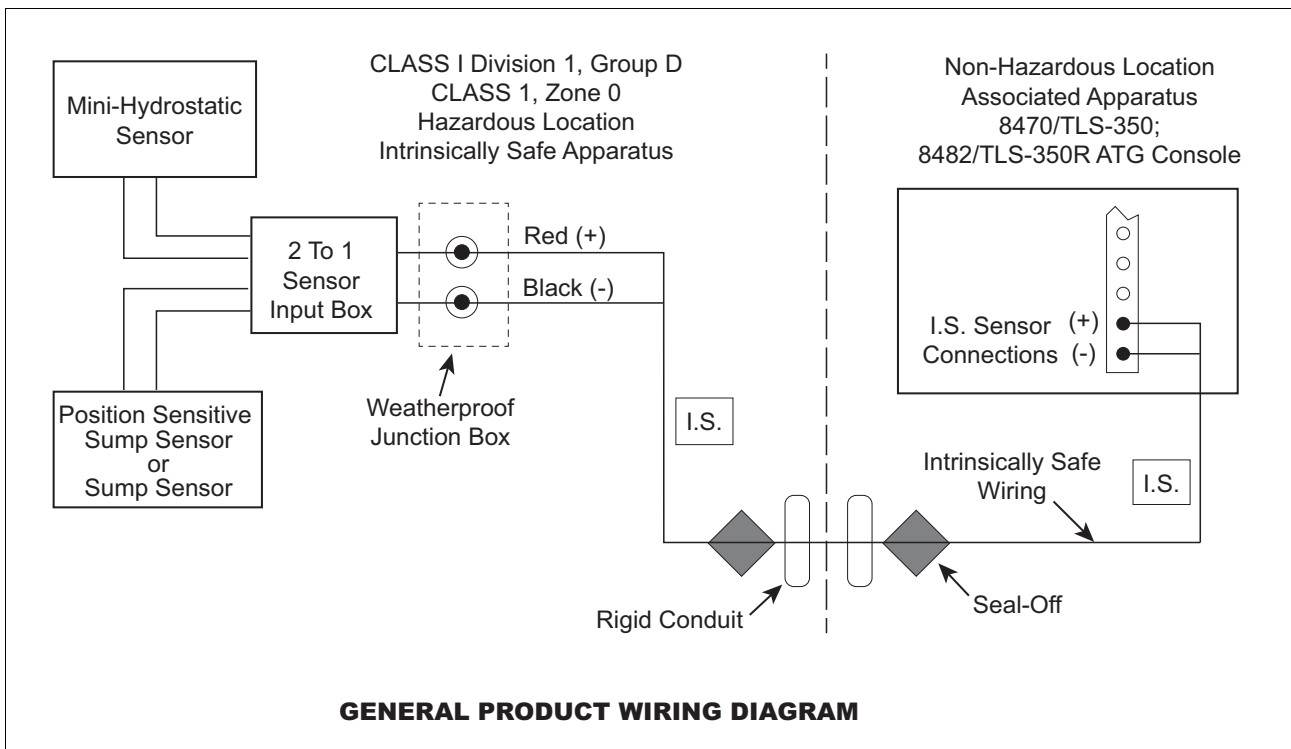 Mini-Hydrostatic
Sensor
CLASS I Division 1, Group D
CLASS 1, Zone 0
Hazardous Location
Intrinsically Safe Apparatus
Non-Hazardous Location
Associated Apparatus
8470/TLS-350;
8482/TLS-350R ATG Console
2 To 1
Sensor
Input Box
Red (+)
Black (-)
I.S. Sensor (+)
Connections (-)
Position Sensitive
Sump Sensor
or
Sump Sensor
Weatherproof
Junction Box
I.S.
Intrinsically Safe
Wiring
I.S.
Rigid Conduit
Seal-Off
GENERAL PRODUCT WIRING DIAGRAM